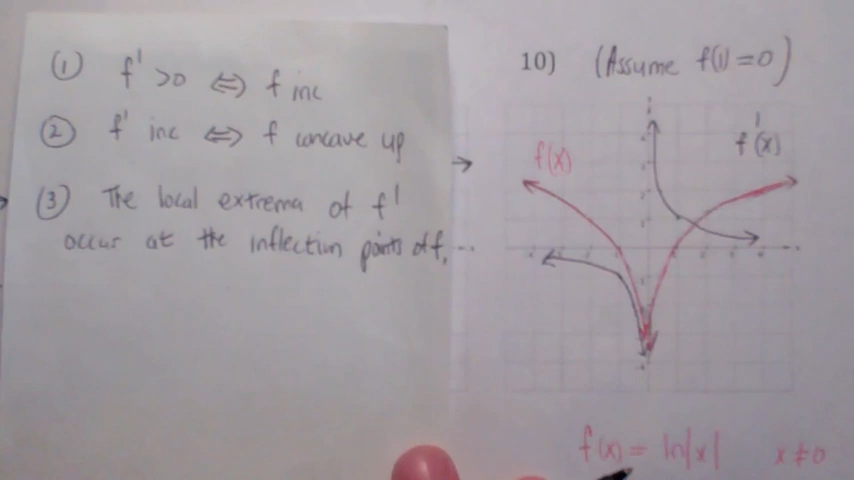 ① f' >0 ⇔ f inc
② f' inc ⇔ f concave up
③ The local extrema of f'
occur at the inflection points of f.
10) (Assume f(1)=0)
f(x)
f'(x)
f(x) = ln|x| x≠0